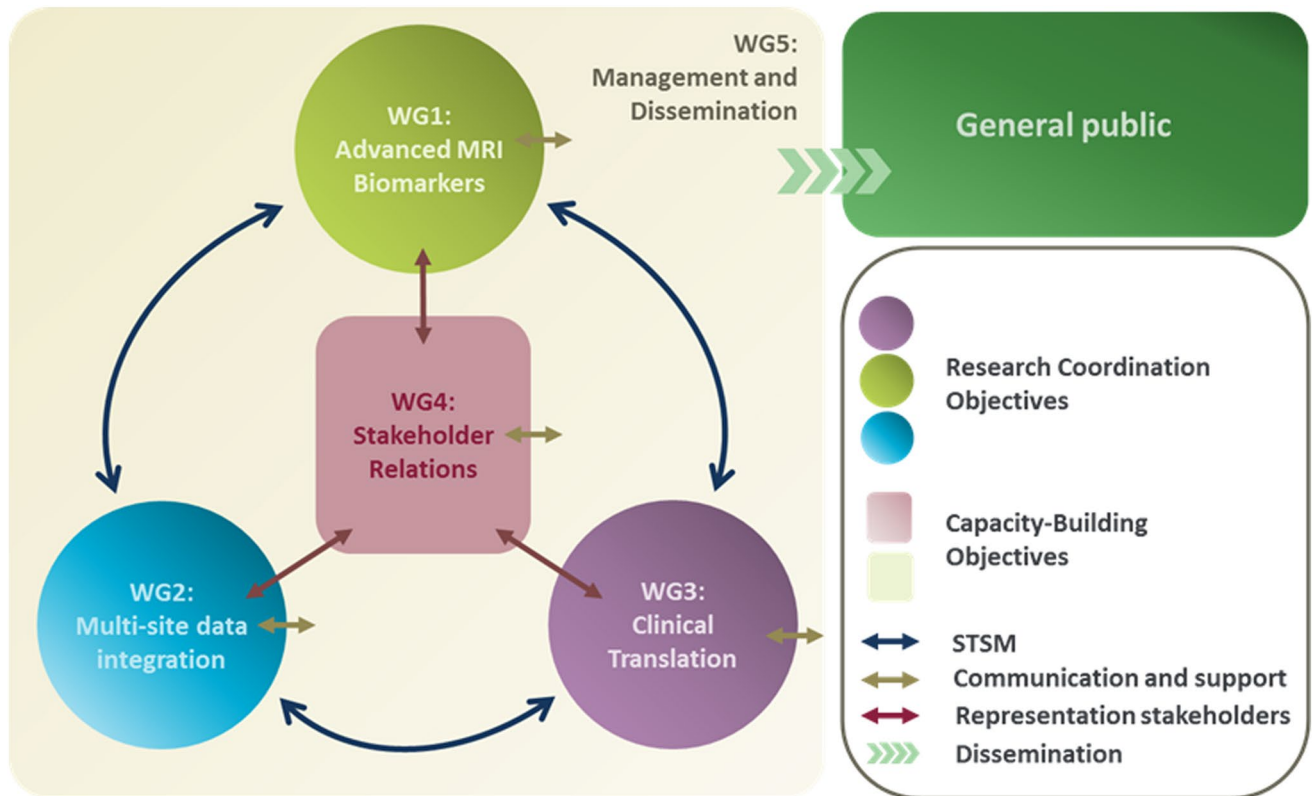 WG5:
Management and
Dissemination
General public
WG1:
Advanced MRI
Biomarkers
WG4:
Stakeholder
Relations
WG2:
Multi-site data
integration
WG3:
Clinical
Translation
Research Coordination
Objectives
Capacity-Building
Objectives
STSM
Communication and support
Representation stakeholders
Dissemination